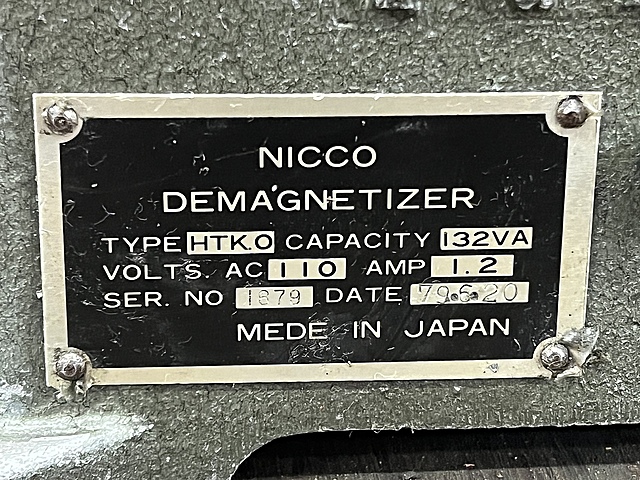 NICCO
DEMAGNETIZER
TYPE HTK.O CAPACITY 132VA
VOLTS. AC 110 AMP 1.2
SER. NO 1879 DATE 79.6.20
MEDE IN JAPAN